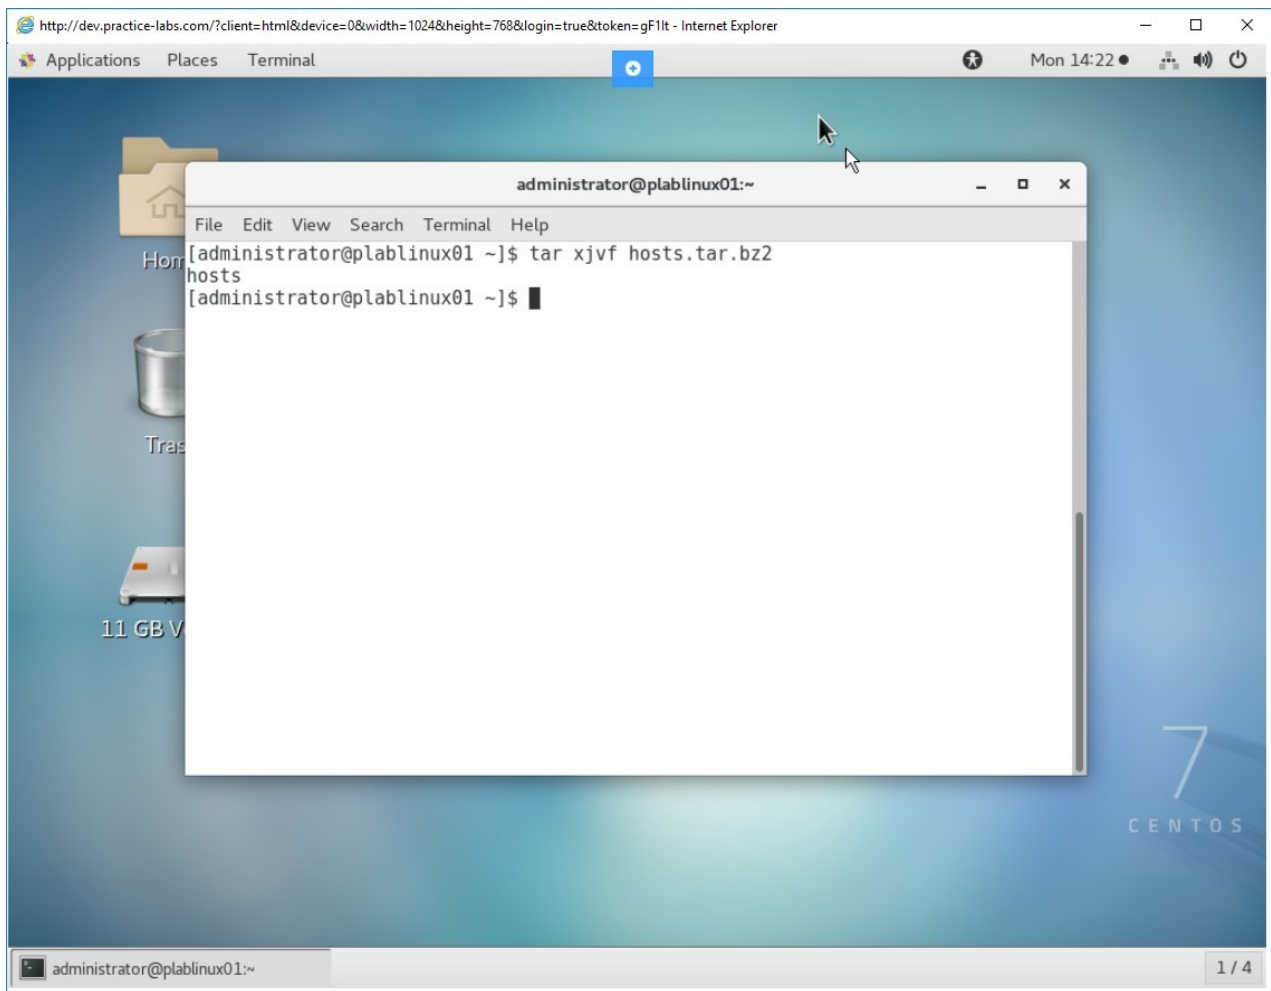 http://dev.practice-labs.com/?client=html&device=0&width=1024&height=768&login=true&token=gF1lt - Internet Explorer
Applications Places Terminal Mon 14:22
administrator@plablinux01:~
File Edit View Search Terminal Help
[administrator@plablinux01 ~]$ tar xjvf hosts.tar.bz2
hosts
[administrator@plablinux01 ~]$
Hom
Tras
11 GB V
7
CENTOS
administrator@plablinux01:~
1 / 4